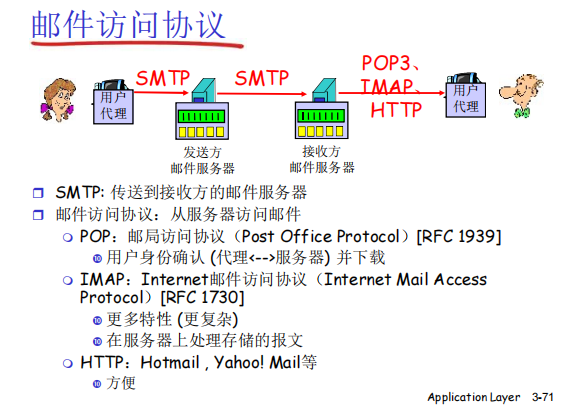 邮件访问协议
SMTP
SMTP
POP3、
IMAP、
HTTP
用户
代理
用户
代理
发送方
邮件服务器
接收方
邮件服务器
SMTP: 传送到接收方的邮件服务器
邮件访问协议：从服务器访问邮件
POP：邮局访问协议（Post Office Protocol）[RFC 1939]
用户身份确认 (代理<-->服务器) 并下载
IMAP：Internet邮件访问协议（Internet Mail Access
Protocol）[RFC 1730]
更多特性 (更复杂)
在服务器上处理存储的报文
HTTP：Hotmail , Yahoo! Mail等
方便
Application Layer 3-71